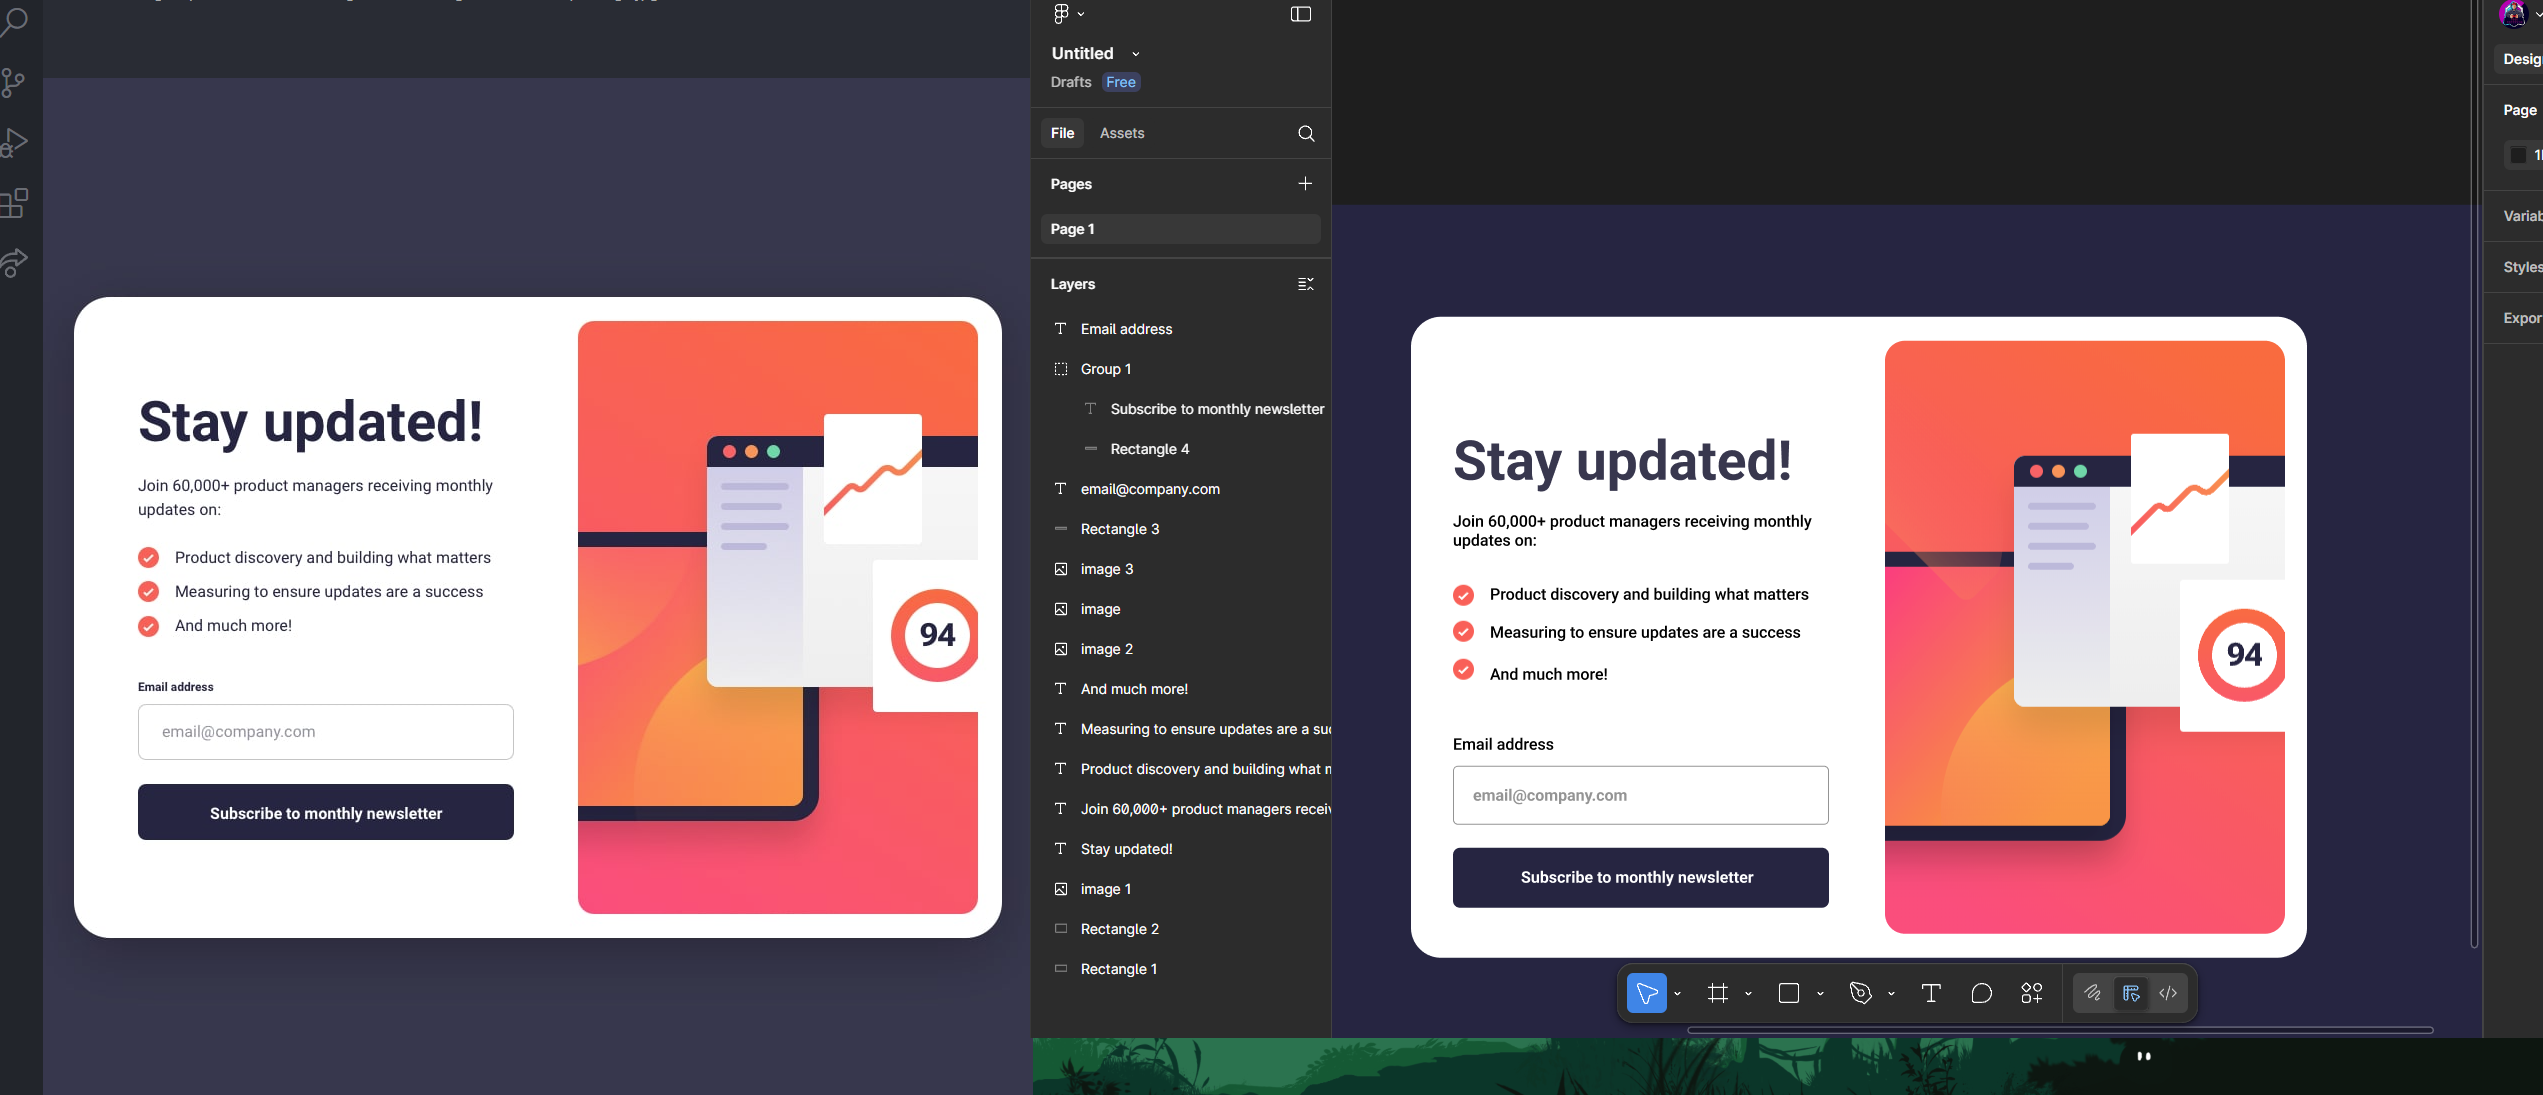 Stay updated!
Join 60,000+ product managers receiving monthly
updates on:
Product discovery and building what matters
Measuring to ensure updates are a success
And much more!
Email address
email@company.com
Subscribe to monthly newsletter
94
Untitled
Drafts Free
File Assets
Pages
Page 1
Layers
Email address
Group 1
Subscribe to monthly newsletter
Rectangle 4
email@company.com
Rectangle 3
image 3
image
image 2
And much more!
Measuring to ensure updates are a su
Product discovery and building what
Join 60,000+ product managers recei
Stay updated!
image 1
Rectangle 2
Rectangle 1
Stay updated!
Join 60,000+ product managers receiving monthly
updates on:
Product discovery and building what matters
Measuring to ensure updates are a success
And much more!
Email address
email@company.com
Subscribe to monthly newsletter
94
Desig
Page
Variab
Styles
Expor